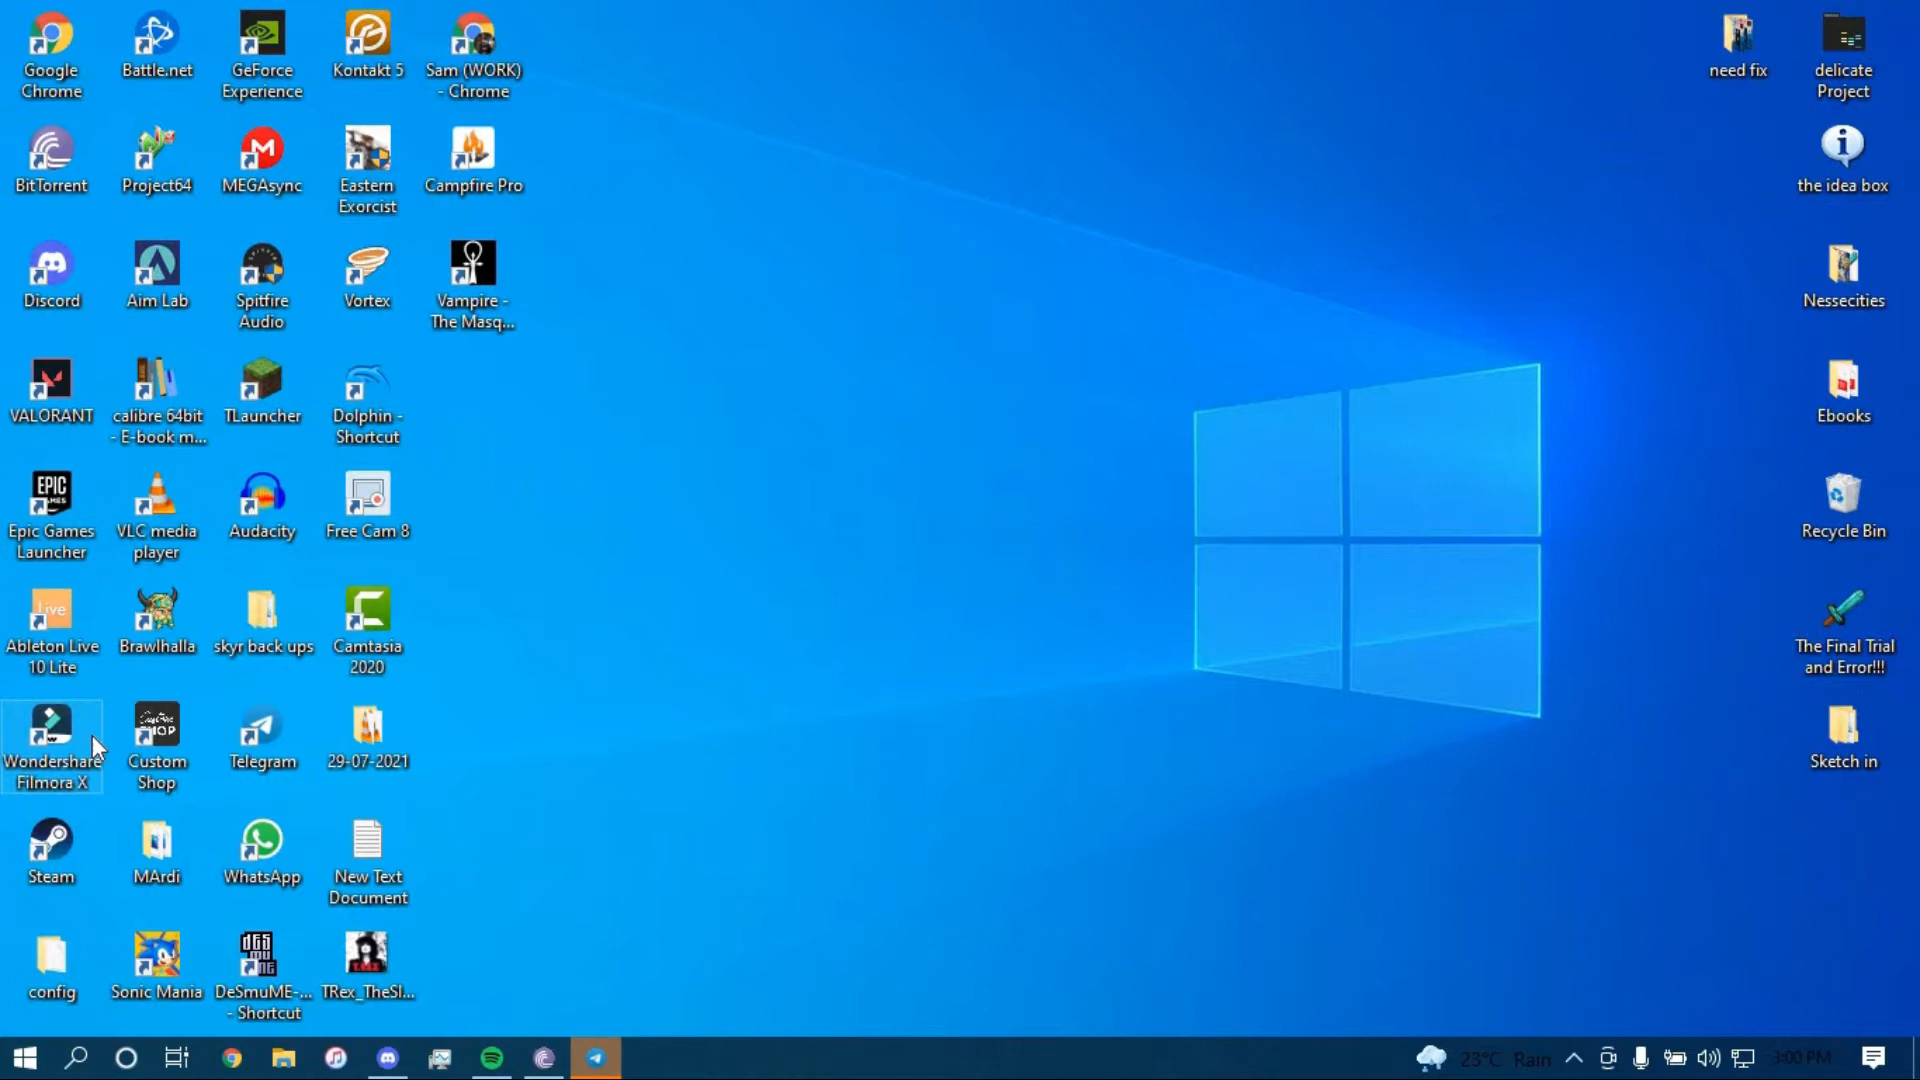 Google
Chrome
Battle.net
GeForce
Experience
Kontakt 5
Sam (WORK)
- Chrome
need fix
delicate
Project
BitTorrent
Project64
M
MEGAsync
Eastern
Exorcist
Campfire Pro
i
the idea box
Discord
Aim Lab
Spitfire
Audio
Vortex
Vampire -
The Masq...
Nessecities
VALORANT
calibre 64bit
- E-book m...
TLauncher
Dolphin -
Shortcut
Ebooks
EPIC
GAMES
Epic Games
Launcher
VLC media
player
Audacity
Free Cam 8
Recycle Bin
Live
Ableton Live
10 Lite
Brawlhalla
skyr back ups
Camtasia
2020
The Final Trial
and Error!!!
Wondershare
Filmora X
Custom
SHOP
Custom
Shop
Telegram
29-07-2021
Sketch in
Steam
MArdi
WhatsApp
New Text
Document
config
Sonic Mania
DeSmuME-...
- Shortcut
TRex_TheSl...
23°C Rain
3:00 PM